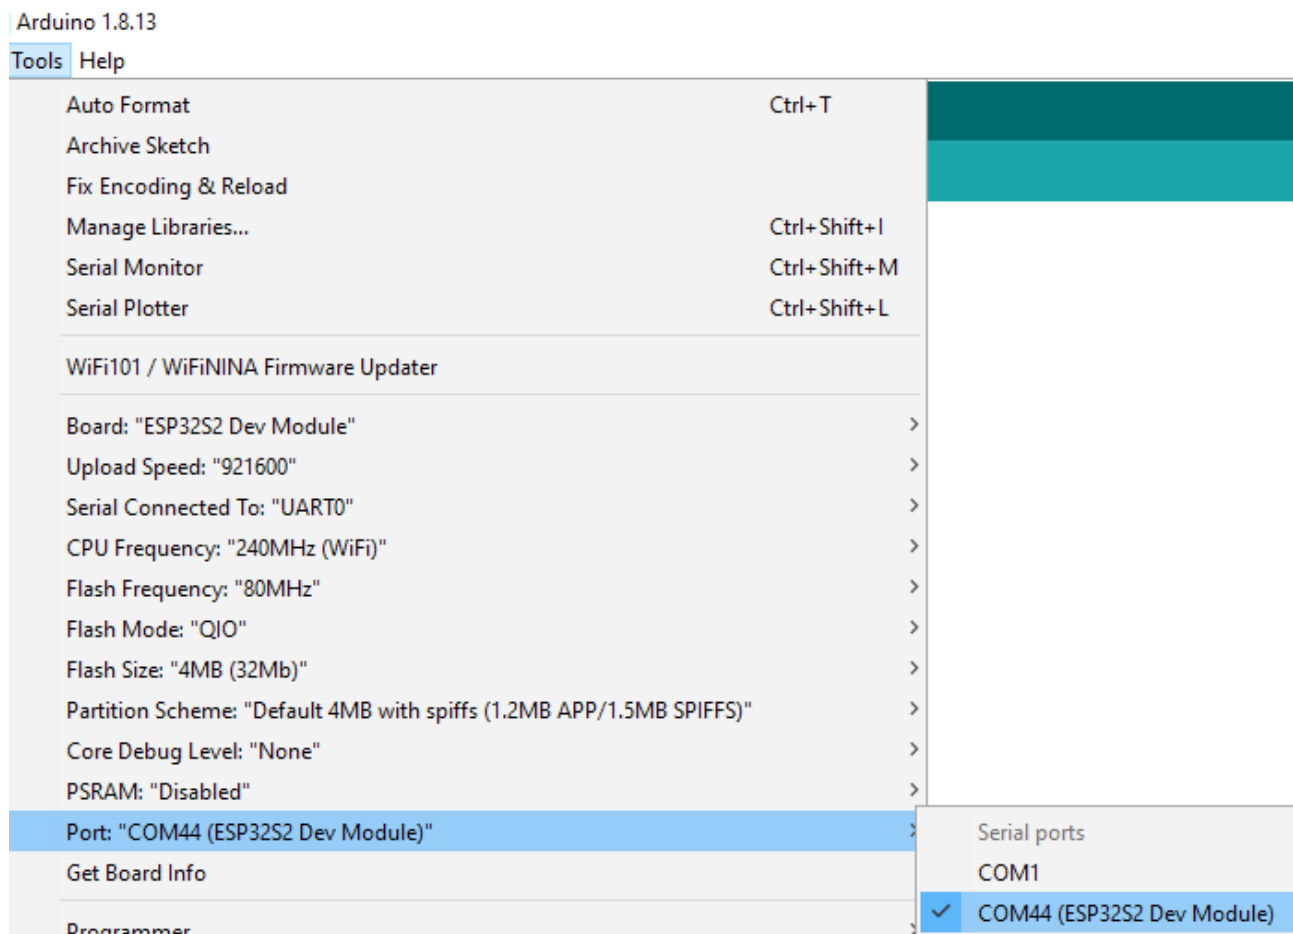 Arduino 1.8.13
Tools Help
Auto Format Ctrl+T
Archive Sketch
Fix Encoding & Reload
Manage Libraries... Ctrl+Shift+I
Serial Monitor Ctrl+Shift+M
Serial Plotter Ctrl+Shift+L
WiFi101 / WiFiNINA Firmware Updater
Board: "ESP32S2 Dev Module"
Upload Speed: "921600"
Serial Connected To: "UART0"
CPU Frequency: "240MHz (WiFi)"
Flash Frequency: "80MHz"
Flash Mode: "QIO"
Flash Size: "4MB (32Mb)"
Partition Scheme: "Default 4MB with spiffs (1.2MB APP/1.5MB SPIFFS)"
Core Debug Level: "None"
PSRAM: "Disabled"
Port: "COM44 (ESP32S2 Dev Module)"
Serial ports
Get Board Info
COM1
COM44 (ESP32S2 Dev Module)
Programmer